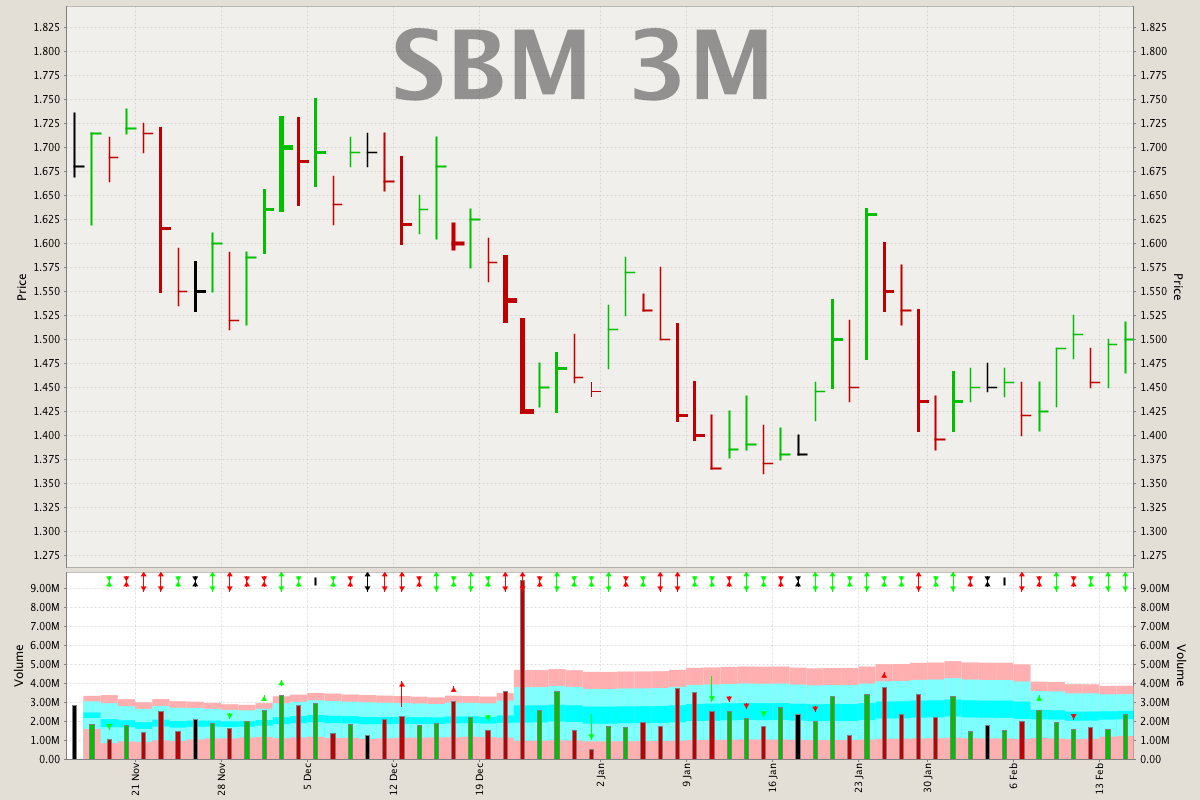 SBM 3M
1.825 1.825
1.800 1.800
1.775 1.775
1.750 1.750
1.725 1.725
1.700 1.700
1.675 1.675
1.650 1.650
1.625 1.625
1.600 1.600
1.575 1.575
1.550 1.550
1.525 1.525
1.500 1.500
1.475 1.475
1.450 1.450
1.425 1.425
1.400 1.400
1.375 1.375
1.350 1.350
1.325 1.325
1.300 1.300
1.275 1.275
Price Price
9.00M 9.00M
8.00M 8.00M
7.00M 7.00M
6.00M 6.00M
5.00M 5.00M
4.00M 4.00M
3.00M 3.00M
2.00M 2.00M
1.00M 1.00M
0.00 0.00
Volume Volume
21 Nov
28 Nov
5 Dec
12 Dec
19 Dec
2 Jan
9 Jan
16 Jan
23 Jan
30 Jan
6 Feb
13 Feb